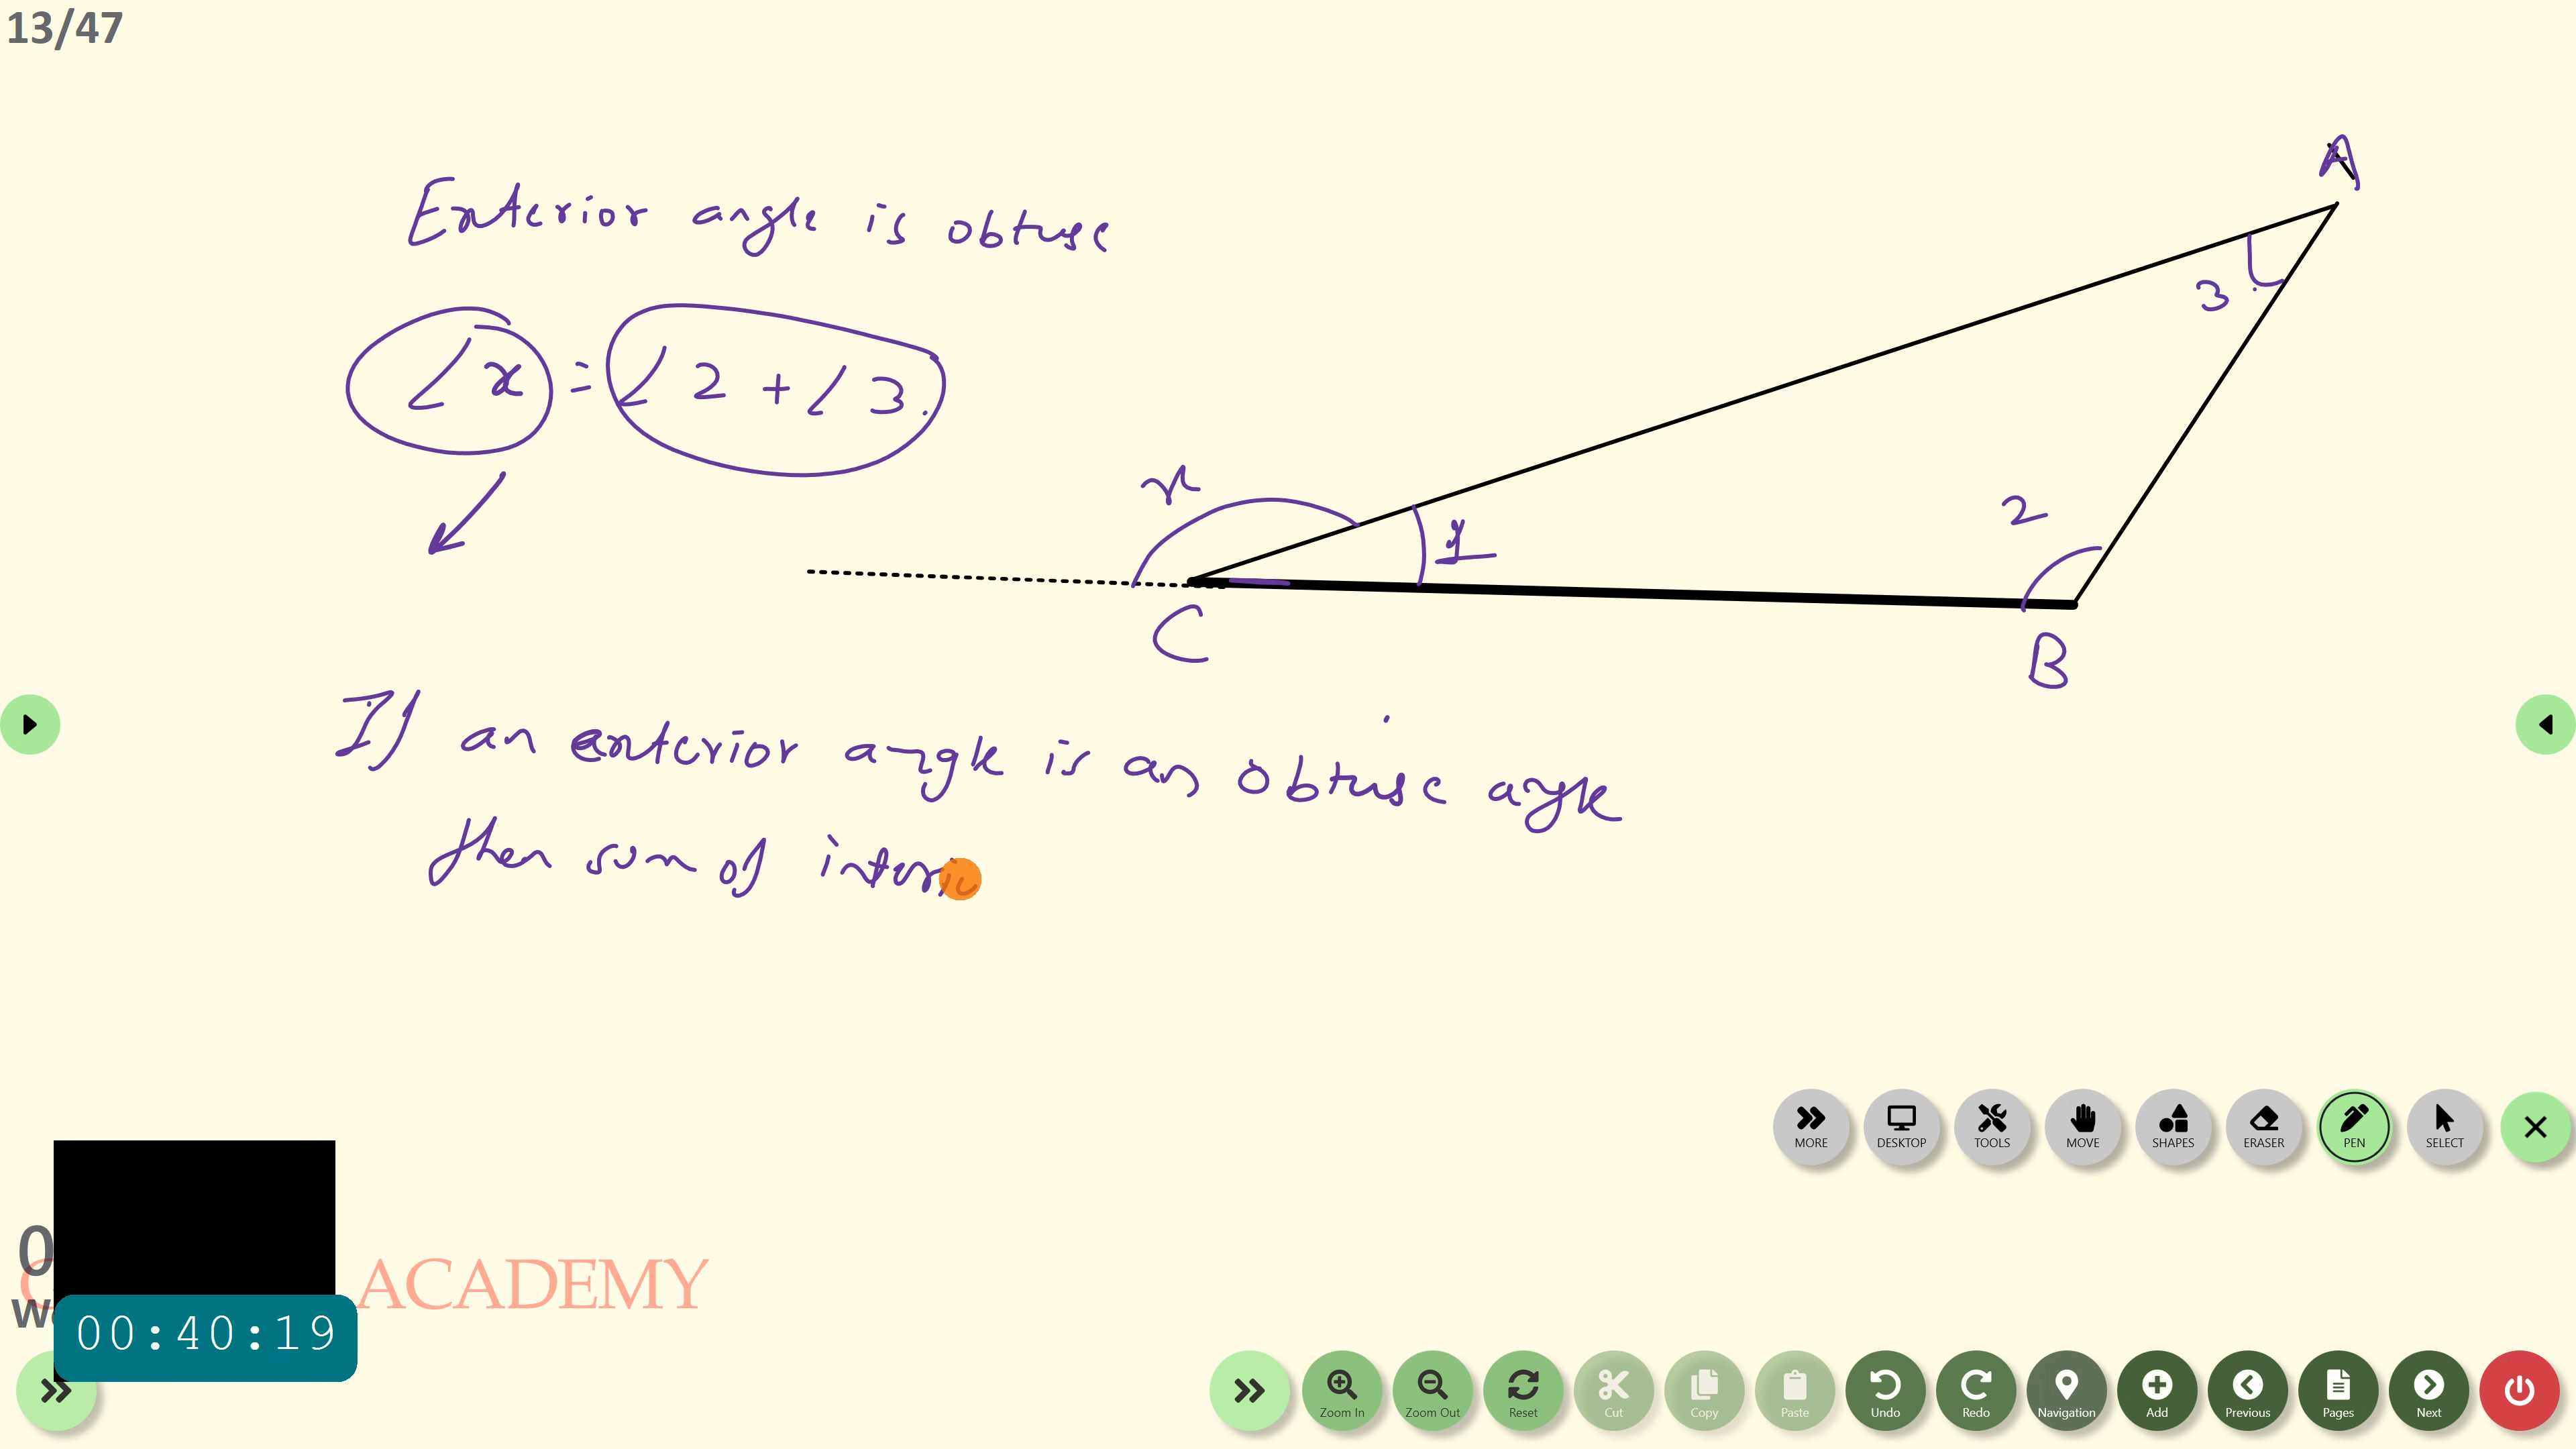 13/47
Exterior angle is obtuse
∠x = ∠2 + ∠3.
A
3
x
1
2
C
B
If an exterior angle is an obtuse angle
then sum of interi
MORE
DESKTOP
TOOLS
MOVE
SHAPES
ERASER
PEN
SELECT
ACADEMY
00:40:19
Zoom In
Zoom Out
Reset
Cut
Copy
Paste
Undo
Redo
Navigation
Add
Previous
Pages
Next